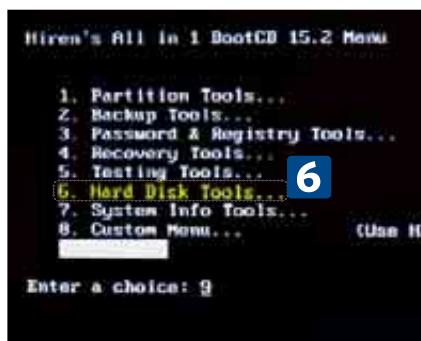 Hiren's All in 1 BootCD 15.2 Menu
1. Partition Tools...
2. Backup Tools...
3. Password & Registry Tools...
4. Recovery Tools...
5. Testing Tools...
6. Hard Disk Tools...
6
7. System Info Tools...
8. Custom Menu... (Use H
Enter a choice: 9